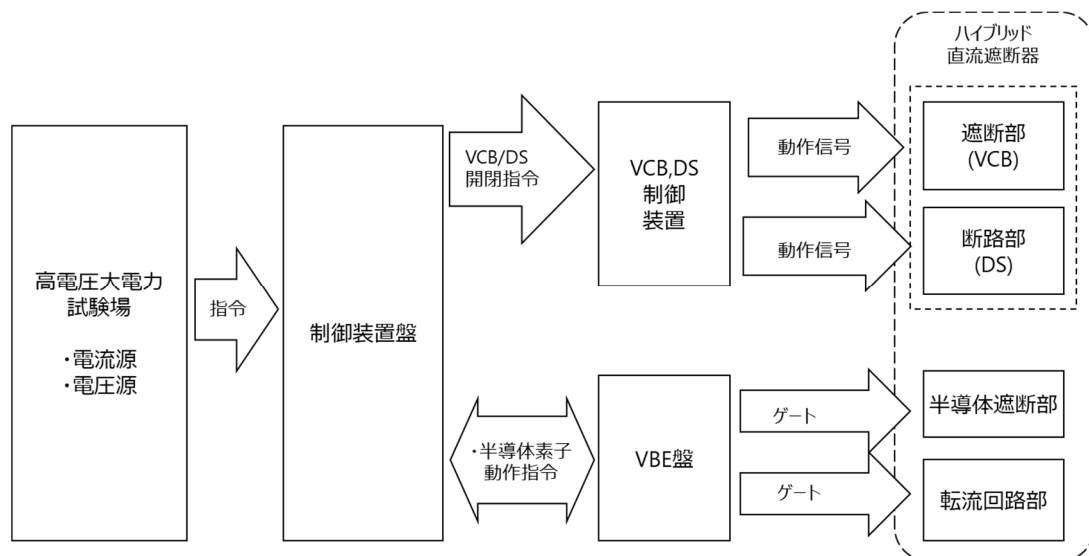 ハイブリッド
直流遮断器
高電圧大電力
試験場
・電流源
・電圧源
指令
制御装置盤
VCB/DS
開閉指令
VCB,DS
制御
装置
動作信号
遮断部
(VCB)
動作信号
断路部
(DS)
・半導体素子
動作指令
VBE盤
ゲート
半導体遮断部
ゲート
転流回路部